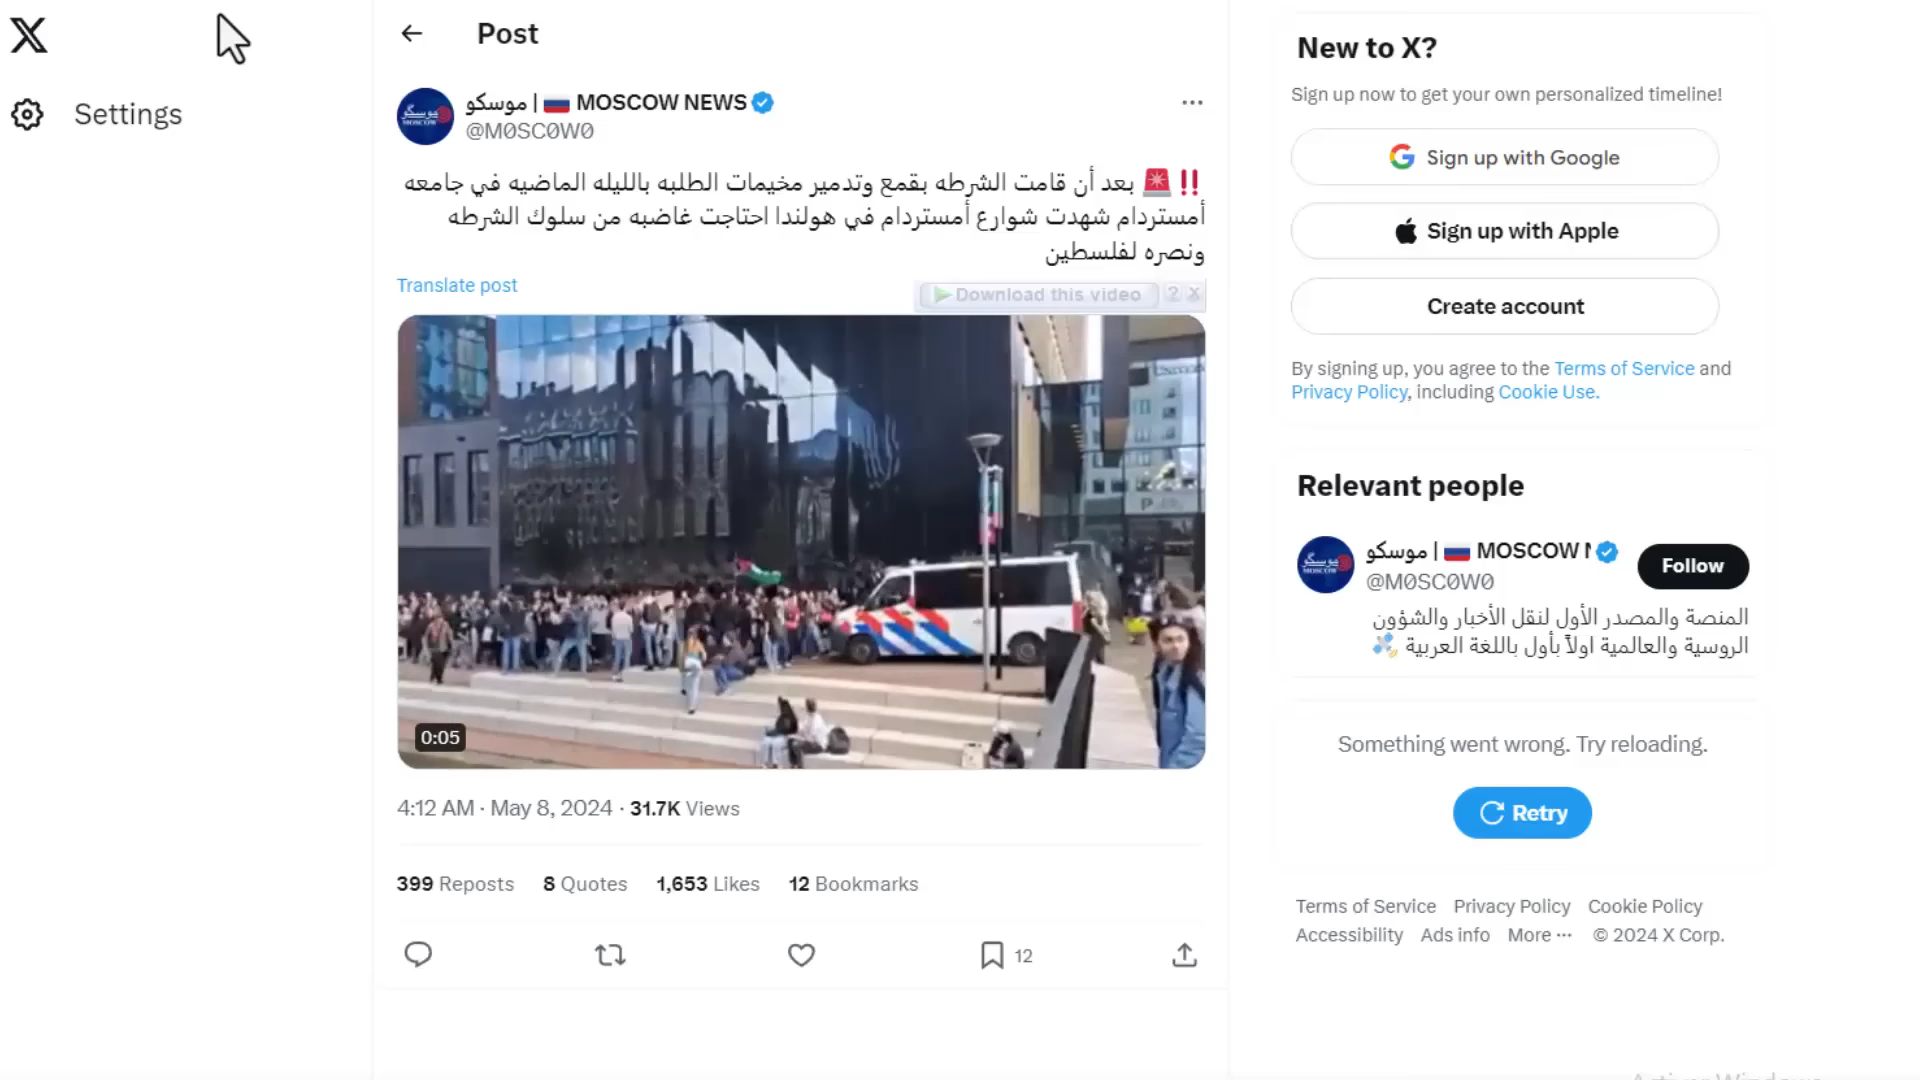 Post
موسكو | MOSCOW NEWS
@M0SC0W0
Settings
‼️🚨 بعد أن قامت الشرطه بقمع وتدمير مخيمات الطلبه بالليله الماضيه في جامعه
أمستردام شهدت شوارع أمستردام في هولندا احتاجت غاضبه من سلوك الشرطه
ونصره لفلسطين
Translate post
Download this video ? X
0:05
4:12 AM · May 8, 2024 · 31.7K Views
399 Reposts 8 Quotes 1,653 Likes 12 Bookmarks
12
New to X?
Sign up now to get your own personalized timeline!
Sign up with Google
Sign up with Apple
Create account
By signing up, you agree to the Terms of Service and
Privacy Policy, including Cookie Use.
Relevant people
موسكو | MOSCOW
@M0SC0W0
Follow
المنصة والمصدر الأول لنقل الأخبار والشؤون
الروسية والعالمية اولاً بأول باللغة العربية
Something went wrong. Try reloading.
Retry
Terms of Service Privacy Policy Cookie Policy
Accessibility Ads info More ··· © 2024 X Corp.